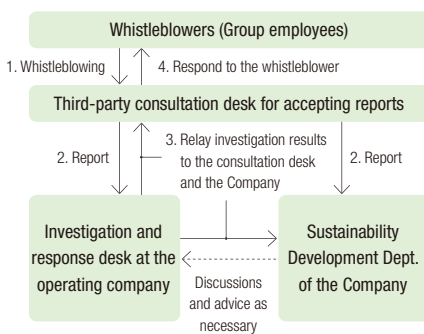 Whistleblowers (Group employees)
1. Whistleblowing
4. Respond to the whistleblower
Third-party consultation desk for accepting reports
2. Report
3. Relay investigation results
to the consultation desk
and the Company
2. Report
Investigation and
response desk at the
operating company
Sustainability
Development Dept.
of the Company
Discussions
and advice as
necessary